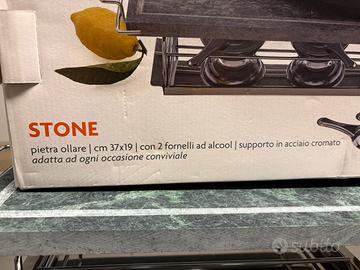 STONE
pietra ollare | cm 37x19 | con 2 fornelli ad alcool | supporto in acciaio cromato
adatta ad ogni occasione conviviale
subito